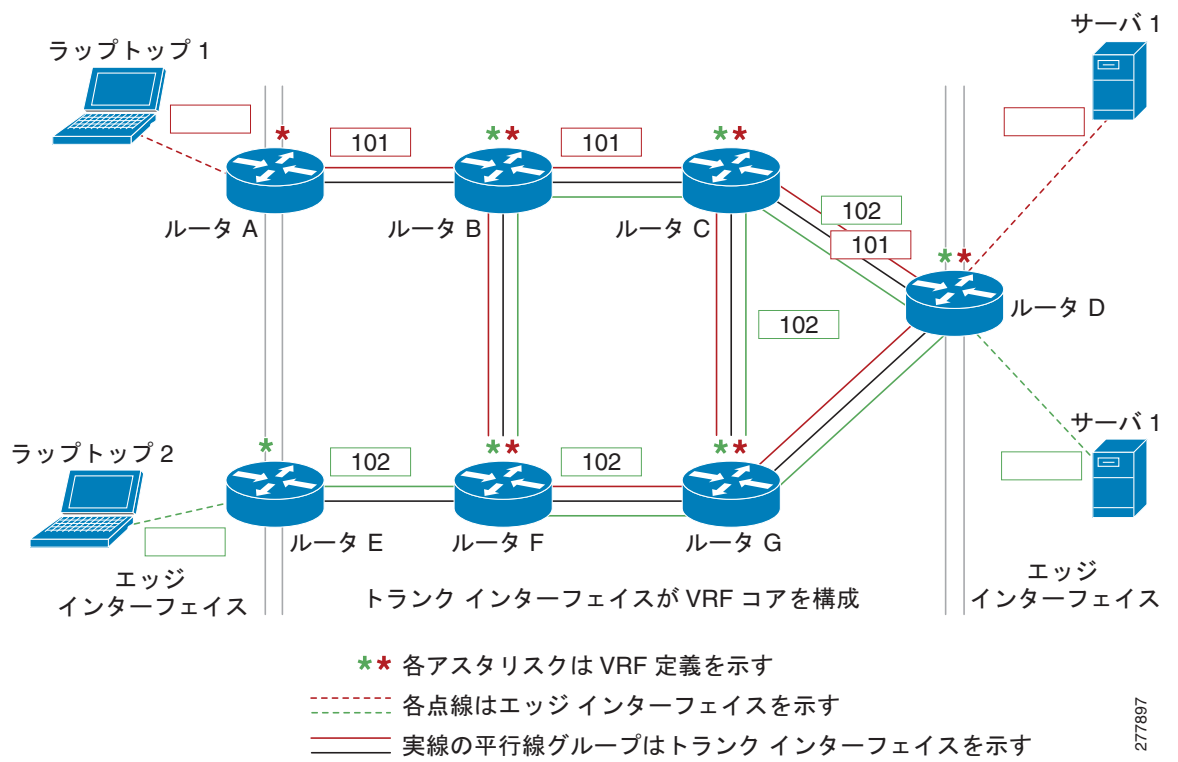 サーバ 1
ラップトップ 1
101
101
ルータ A
ルータ B
ルータ C
102
101
ルータ D
102
ラップトップ 2
サーバ 1
102
102
ルータ E
ルータ F
ルータ G
エッジ
インターフェイス
トランク インターフェイスが VRF コアを構成
エッジ
インターフェイス
** 各アスタリスクは VRF 定義を示す
各点線はエッジ インターフェイスを示す
実線の平行線グループはトランク インターフェイスを示す
277897